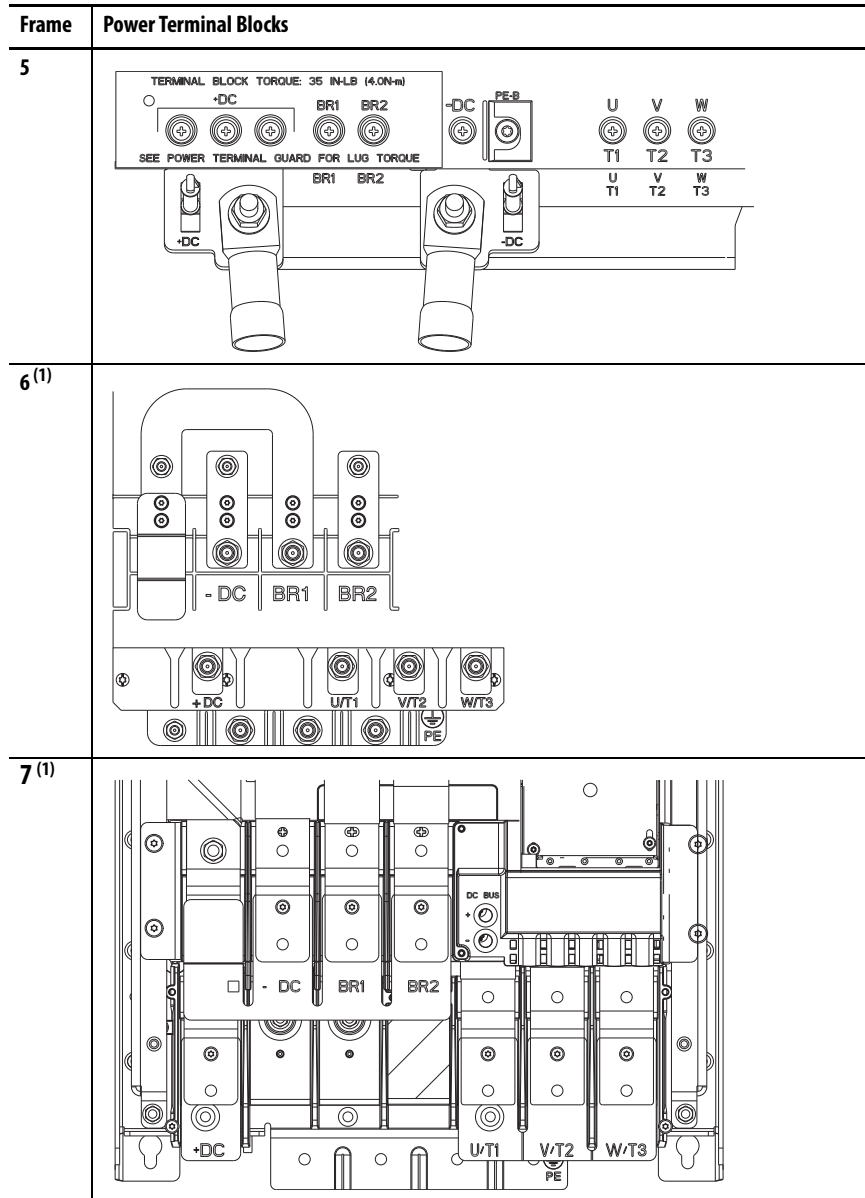 Frame Power Terminal Blocks
5
TERMINAL BLOCK TORQUE: 35 IN-LB (4.0N-m)
+DC BR1 BR2 -DC PE-B U V W
T1 T2 T3
SEE POWER TERMINAL GUARD FOR LUG TORQUE
BR1 BR2 U V W
T1 T2 T3
+DC -DC
6 (1)
- DC BR1 BR2
+ DC U/T1 V/T2 W/T3
PE
7 (1)
DC BUS
+
-
- DC BR1 BR2
+DC U/T1 V/T2 W/T3
PE